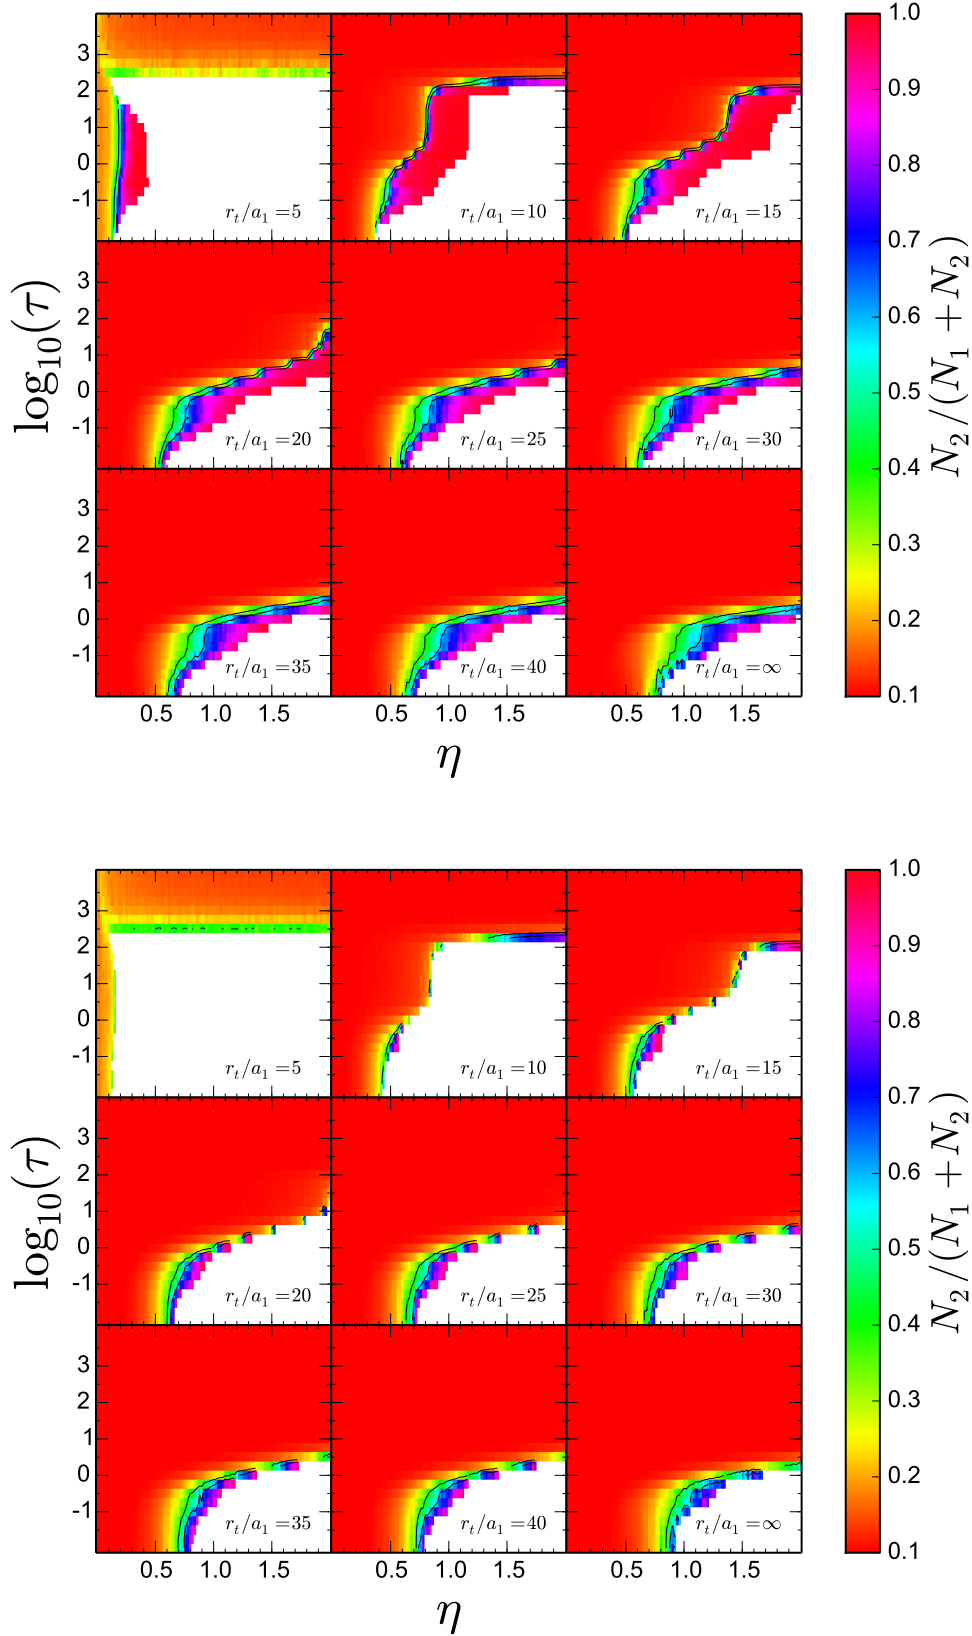 3
2
1
0
-1
r_t/a_1=5
r_t/a_1=10
r_t/a_1=15
3
2
1
0
-1
r_t/a_1=20
r_t/a_1=25
r_t/a_1=30
3
2
1
0
-1
r_t/a_1=35
r_t/a_1=40
r_t/a_1=∞
0.5 1.0 1.5
0.5 1.0 1.5
0.5 1.0 1.5
log_10(τ)
η
1.0
0.9
0.8
0.7
0.6
0.5
0.4
0.3
0.2
0.1
N_2/(N_1+N_2)
3
2
1
0
-1
r_t/a_1=5
r_t/a_1=10
r_t/a_1=15
3
2
1
0
-1
r_t/a_1=20
r_t/a_1=25
r_t/a_1=30
3
2
1
0
-1
r_t/a_1=35
r_t/a_1=40
r_t/a_1=∞
0.5 1.0 1.5
0.5 1.0 1.5
0.5 1.0 1.5
log_10(τ)
η
1.0
0.9
0.8
0.7
0.6
0.5
0.4
0.3
0.2
0.1
N_2/(N_1+N_2)